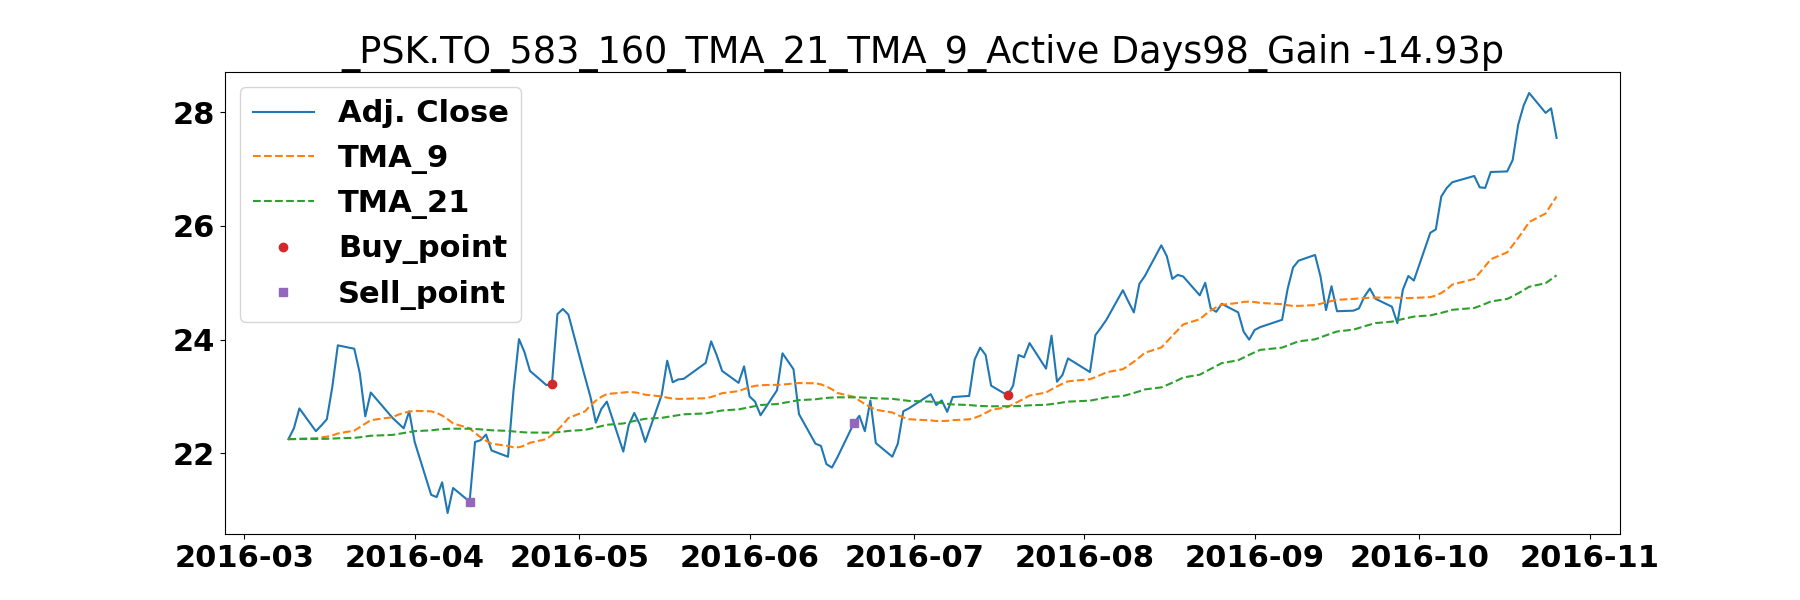 _PSK.TO_583_160_TMA_21_TMA_9_Active Days98_Gain -14.93p
28
26
24
22
Adj. Close
TMA_9
TMA_21
Buy_point
Sell_point
2016-03 2016-04 2016-05 2016-06 2016-07 2016-08 2016-09 2016-10 2016-11